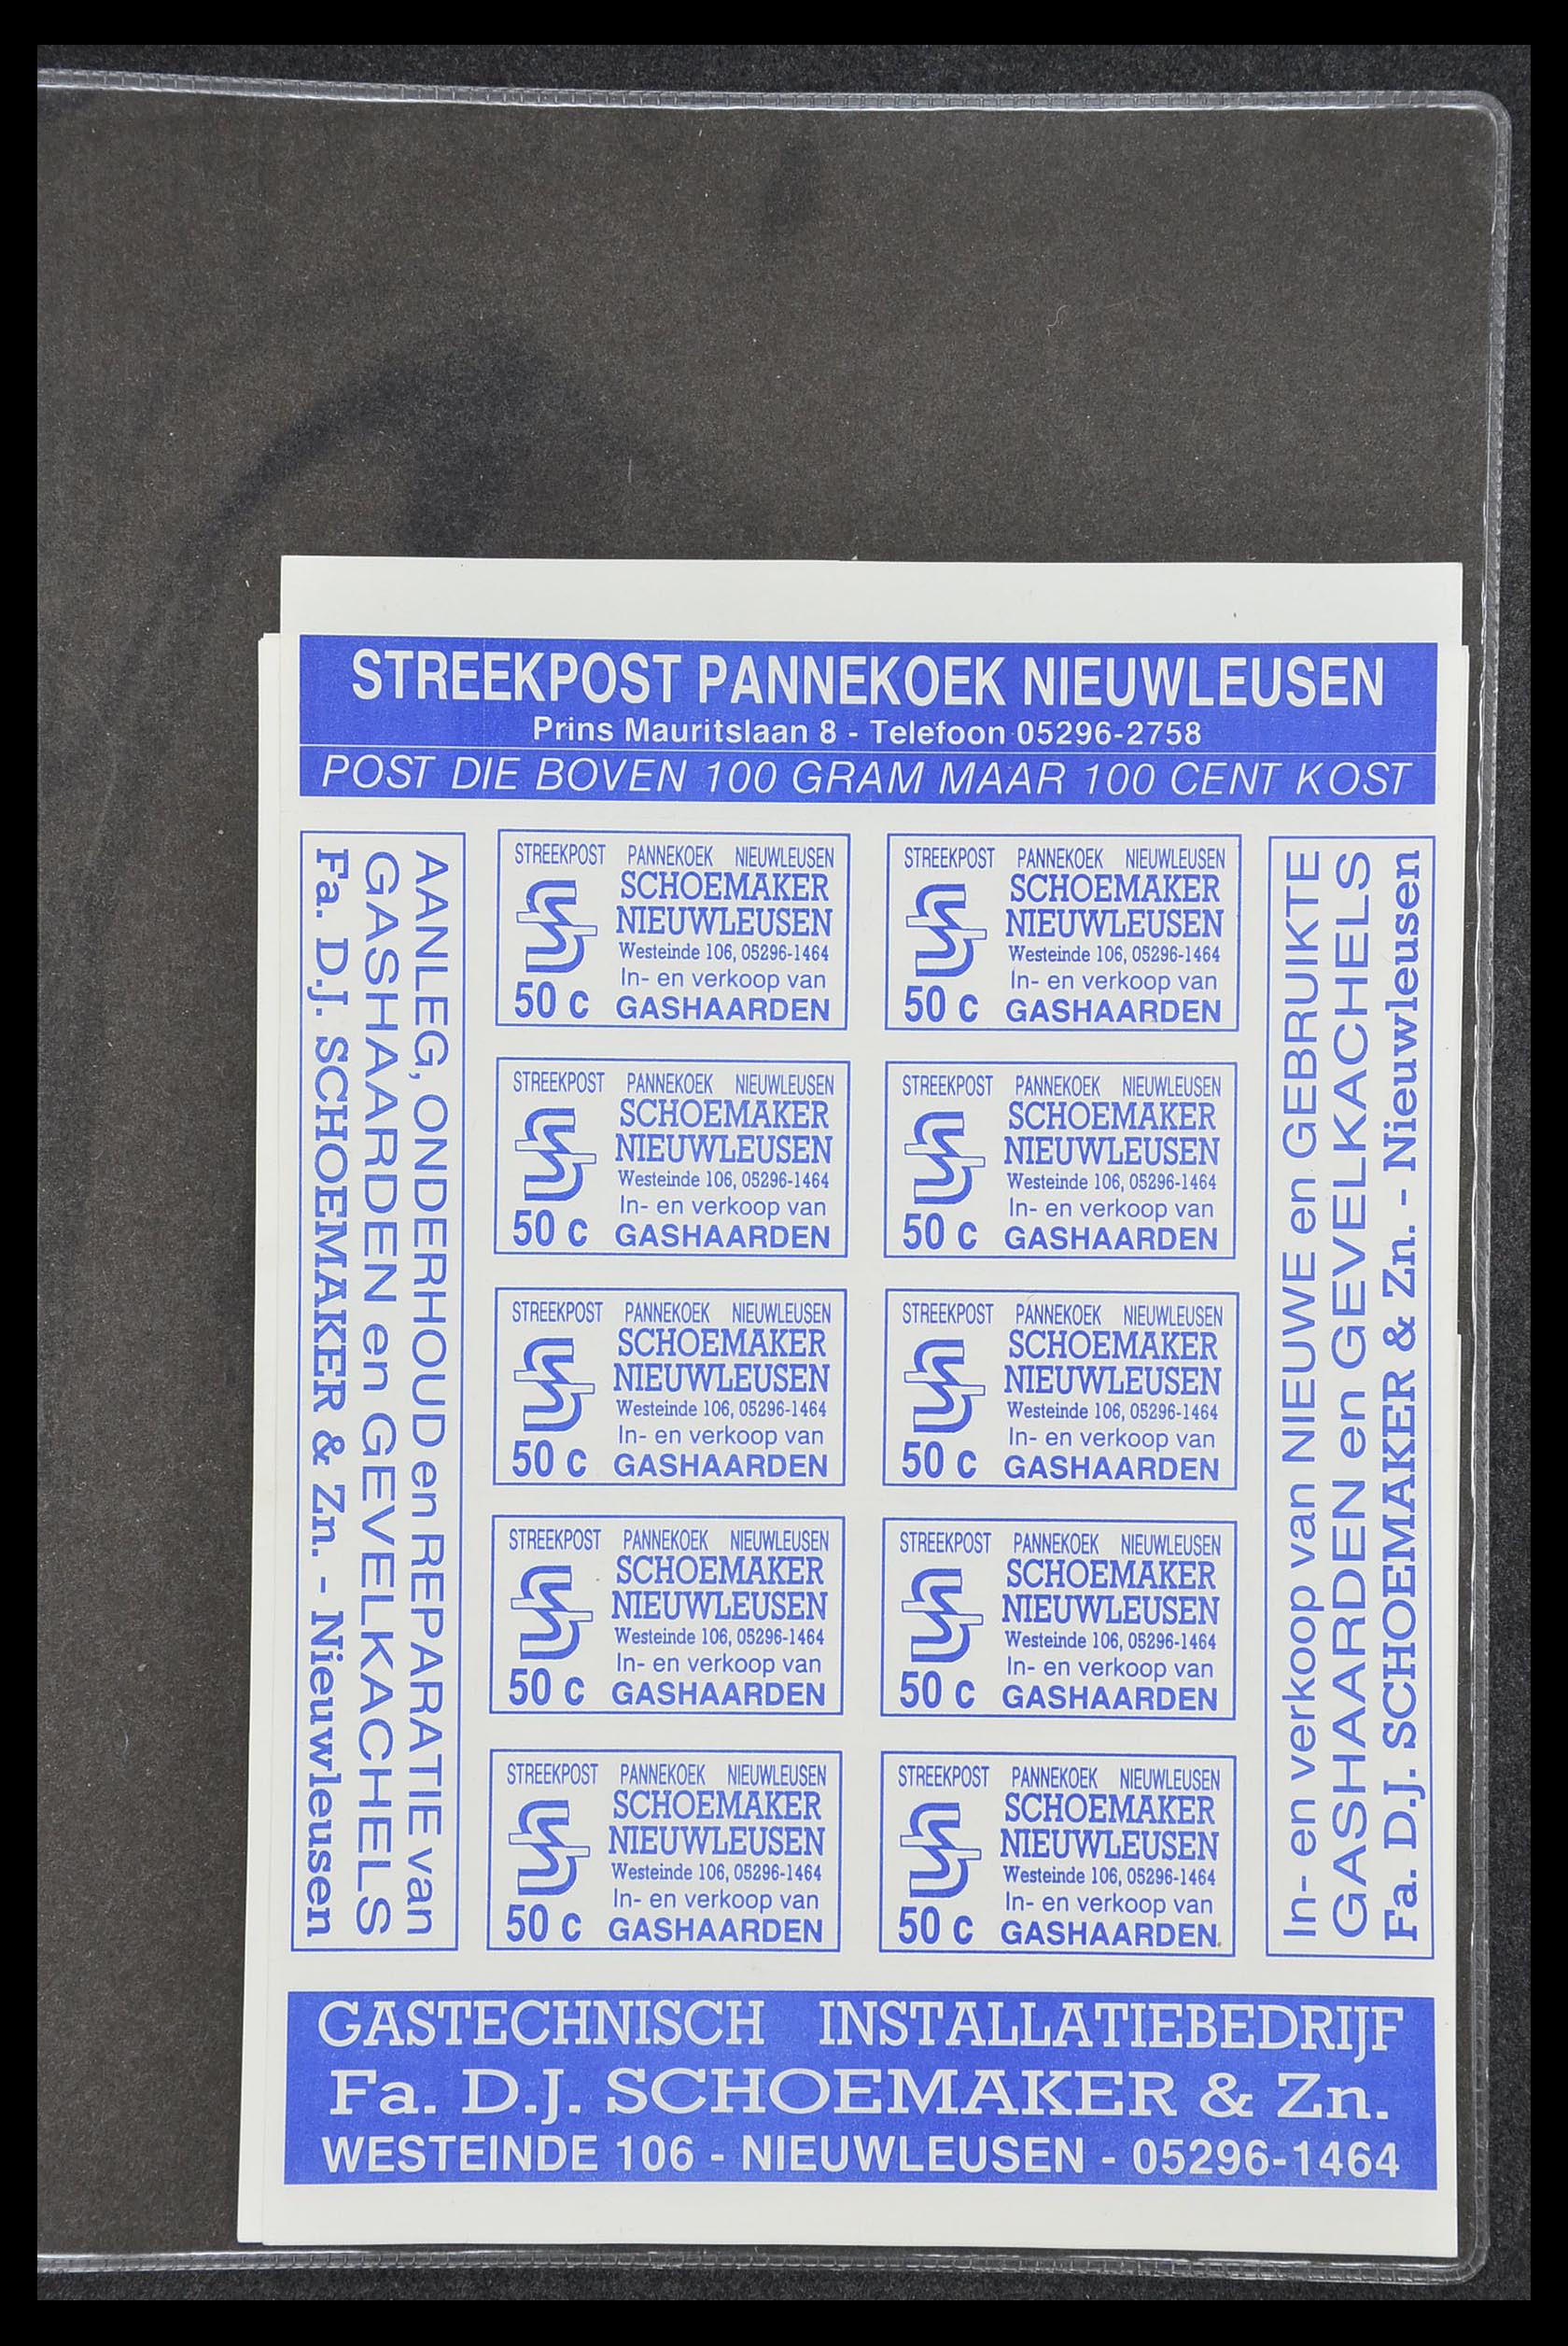 STREEKPOST PANNEKOEK NIEUWLEUSEN
Prins Mauritslaan 8 - Telefoon 05296-2758
POST DIE BOVEN 100 GRAM MAAR 100 CENT KOST
AANLEG, ONDERHOUD en REPARATIE van
GASHAARDEN en GEVELKACHELS
Fa. D.J. SCHOEMAKER & Zn. - Nieuwleusen
STREEKPOST PANNEKOEK NIEUWLEUSEN
SCHOEMAKER
NIEUWLEUSEN
Westeinde 106, 05296-1464
In- en verkoop van
50 c GASHAARDEN
STREEKPOST PANNEKOEK NIEUWLEUSEN
SCHOEMAKER
NIEUWLEUSEN
Westeinde 106, 05296-1464
In- en verkoop van
50 c GASHAARDEN
STREEKPOST PANNEKOEK NIEUWLEUSEN
SCHOEMAKER
NIEUWLEUSEN
Westeinde 106, 05296-1464
In- en verkoop van
50 c GASHAARDEN
STREEKPOST PANNEKOEK NIEUWLEUSEN
SCHOEMAKER
NIEUWLEUSEN
Westeinde 106, 05296-1464
In- en verkoop van
50 c GASHAARDEN
STREEKPOST PANNEKOEK NIEUWLEUSEN
SCHOEMAKER
NIEUWLEUSEN
Westeinde 106, 05296-1464
In- en verkoop van
50 c GASHAARDEN
STREEKPOST PANNEKOEK NIEUWLEUSEN
SCHOEMAKER
NIEUWLEUSEN
Westeinde 106, 05296-1464
In- en verkoop van
50 c GASHAARDEN
STREEKPOST PANNEKOEK NIEUWLEUSEN
SCHOEMAKER
NIEUWLEUSEN
Westeinde 106, 05296-1464
In- en verkoop van
50 c GASHAARDEN
STREEKPOST PANNEKOEK NIEUWLEUSEN
SCHOEMAKER
NIEUWLEUSEN
Westeinde 106, 05296-1464
In- en verkoop van
50 c GASHAARDEN
STREEKPOST PANNEKOEK NIEUWLEUSEN
SCHOEMAKER
NIEUWLEUSEN
Westeinde 106, 05296-1464
In- en verkoop van
50 c GASHAARDEN
STREEKPOST PANNEKOEK NIEUWLEUSEN
SCHOEMAKER
NIEUWLEUSEN
Westeinde 106, 05296-1464
In- en verkoop van
50 c GASHAARDEN
In- en verkoop van NIEUWE en GEBRUIKTE
GASHAARDEN en GEVELKACHELS
Fa. D.J. SCHOEMAKER & Zn. - Nieuwleusen
GASTECHNISCH INSTALLATIEBEDRIJF
Fa. D.J. SCHOEMAKER & Zn.
WESTEINDE 106 - NIEUWLEUSEN - 05296-1464